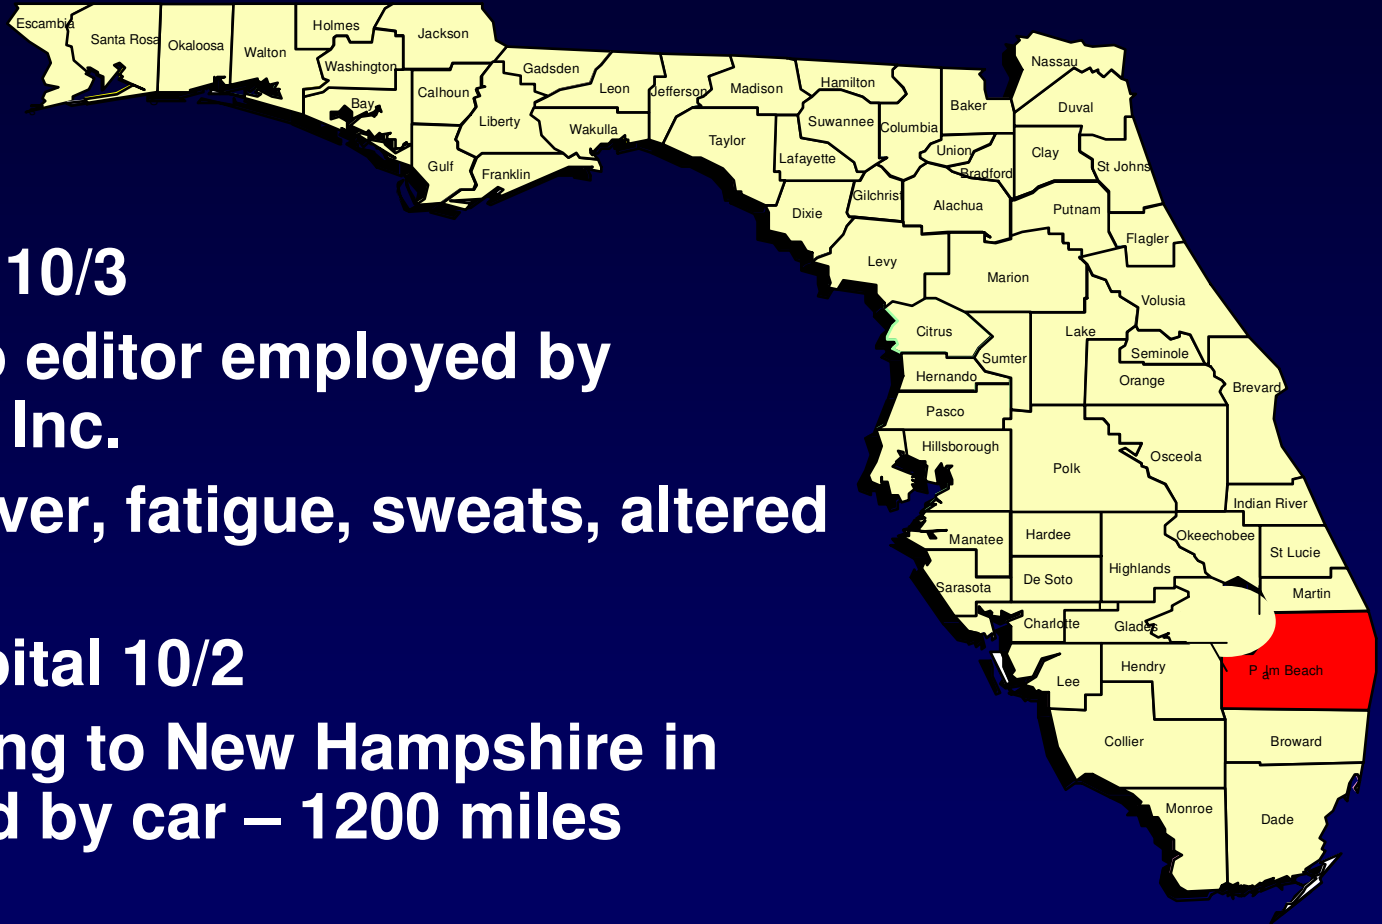 Escambia
Santa Rosa
Okaloosa
Walton
Holmes
Washington
Jackson
Bay
Calhoun
Gulf
Liberty
Franklin
Gadsden
Leon
Wakulla
Jefferson
Madison
Taylor
Hamilton
Suwannee
Lafayette
Dixie
Columbia
Gilchrist
Baker
Union
Bradford
Alachua
Nassau
Duval
Clay
St Johns
Putnam
Flagler
Levy
Marion
Volusia
Citrus
Sumter
Lake
Seminole
Orange
Brevard
Hernando
Pasco
Hillsborough
Polk
Osceola
Indian River
Manatee
Hardee
Highlands
Okeechobee
St Lucie
Sarasota
De Soto
Martin
Charlotte
Glades
Lee
Hendry
Palm Beach
Collier
Broward
Monroe
Dade
10/3
editor employed by
Inc.
ver, fatigue, sweats, altered
pital 10/2
ng to New Hampshire in
d by car – 1200 miles